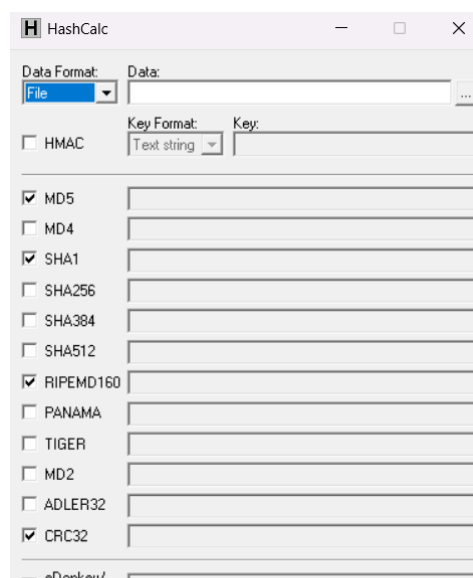 H HashCalc
Data Format: Data:
File ...
Key Format: Key:
HMAC Text string
MD5
MD4
SHA1
SHA256
SHA384
SHA512
RIPEMD160
PANAMA
TIGER
MD2
ADLER32
CRC32
eDonkey/